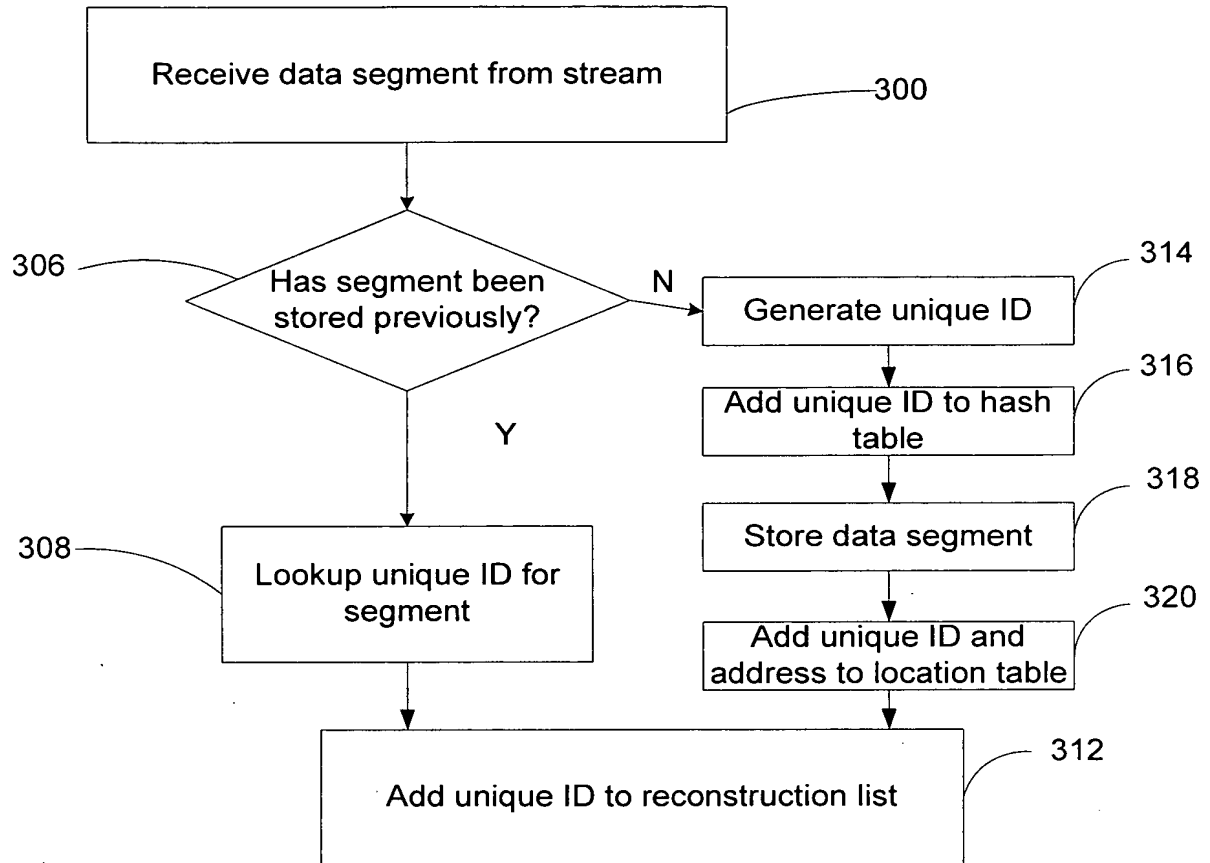 Receive data segment from stream
300
306
Has segment been
stored previously?
N
314
Generate unique ID
316
Add unique ID to hash
table
Y
318
Store data segment
308
Lookup unique ID for
segment
320
Add unique ID and
address to location table
312
Add unique ID to reconstruction list